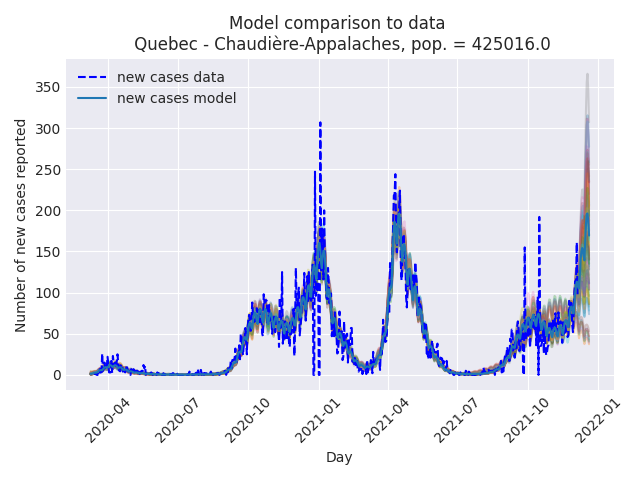 Model comparison to data
Quebec - Chaudière-Appalaches, pop. = 425016.0
new cases data
new cases model
Number of new cases reported
350
300
250
200
150
100
50
0
2020-04
2020-07
2020-10
2021-01
2021-04
2021-07
2021-10
2022-01
Day